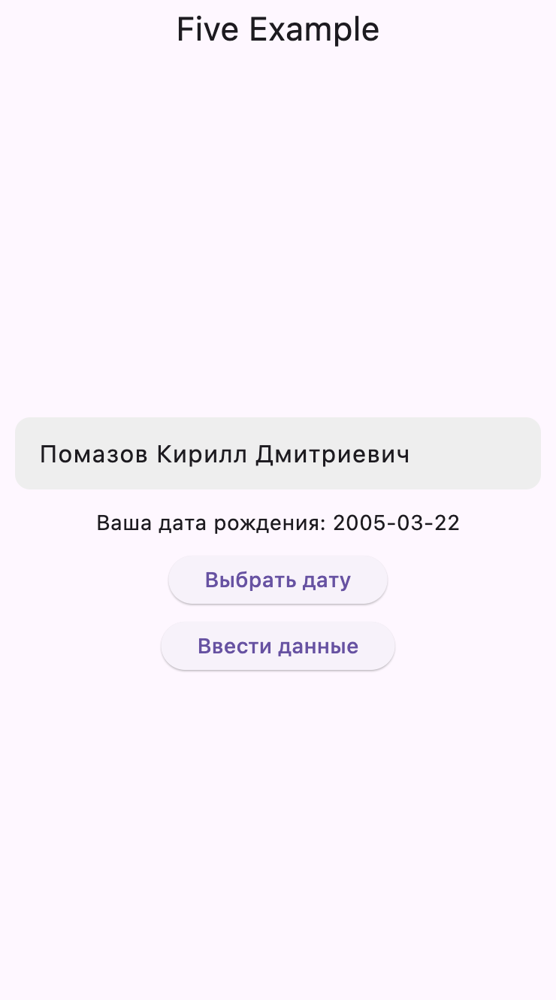 Five Example
Помазов Кирилл Дмитриевич
Ваша дата рождения: 2005-03-22
Выбрать дату
Ввести данные